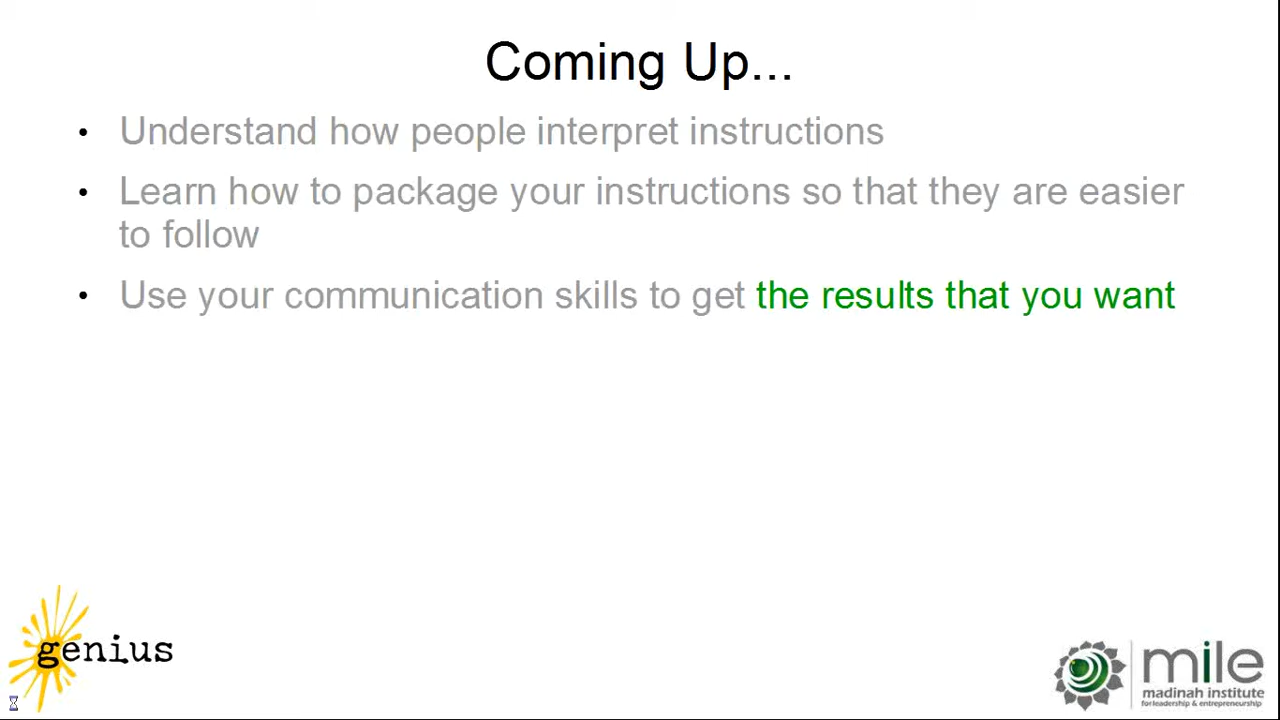 Coming Up...
• Understand how people interpret instructions
• Learn how to package your instructions so that they are easier
to follow
• Use your communication skills to get the results that you want
genius
mile
madinah institute
for leadership & entrepreneurship